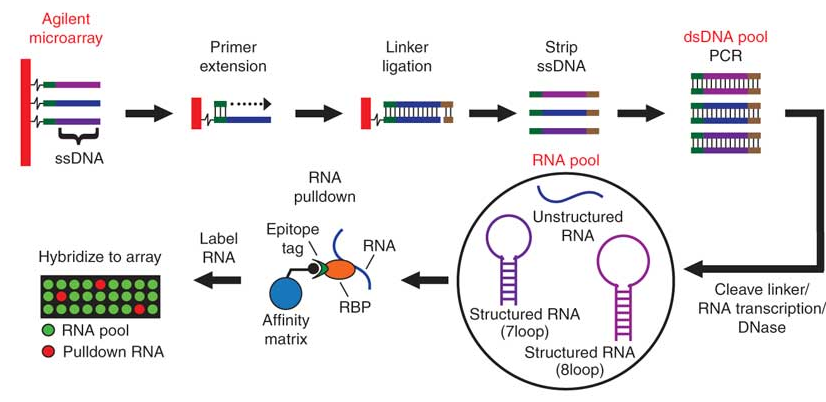 Agilent
microarray
ssDNA
Primer
extension
Linker
ligation
Strip
ssDNA
dsDNA pool
PCR
Cleave linker/
RNA transcription/
DNase
RNA pool
Unstructured
RNA
Structured RNA
(7loop)
Structured RNA
(8loop)
RNA
pulldown
Epitope
tag
RNA
RBP
Affinity
matrix
Label
RNA
Hybridize to array
RNA pool
Pulldown RNA